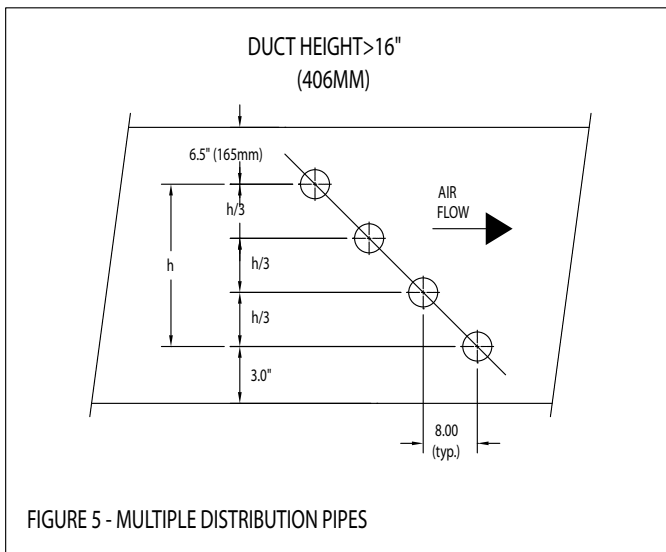 DUCT HEIGHT>16"
(406MM)
6.5" (165mm)
h/3
AIR
FLOW
h
h/3
h/3
3.0"
8.00
(typ.)
FIGURE 5 - MULTIPLE DISTRIBUTION PIPES